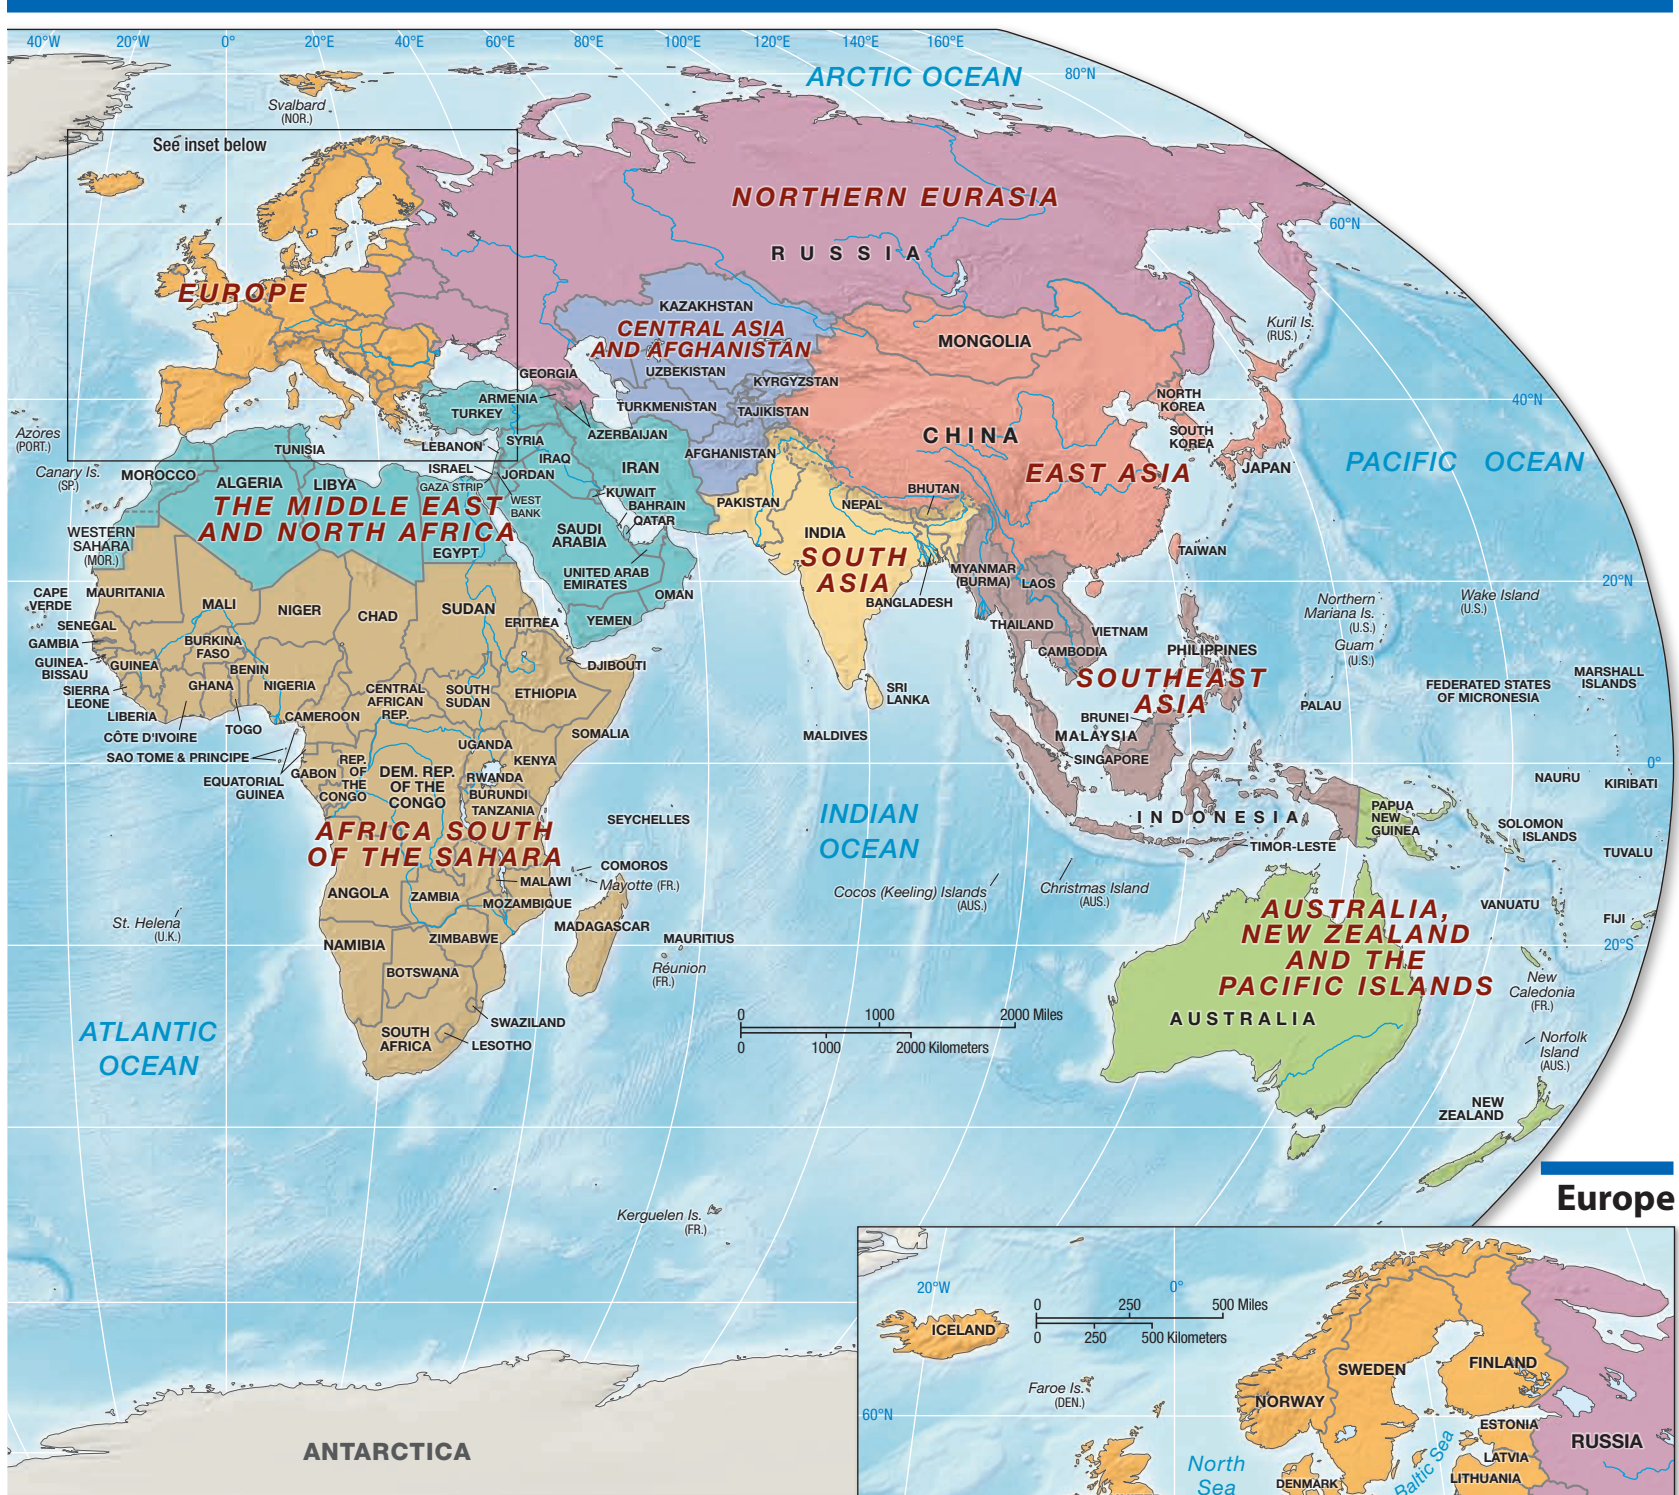 40°W 20°W 0° 20°E 40°E 60°E 80°E 100°E 120°E 140°E 160°E
ARCTIC OCEAN
80°N
Svalbard
(NOR.)
See inset below
NORTHERN EURASIA
60°N
RUSSIA
EUROPE
KAZAKHSTAN
CENTRAL ASIA
AND AFGHANISTAN
MONGOLIA
Kuril Is.
(RUS.)
UZBEKISTAN
GEORGIA
KYRGYZSTAN
ARMENIA
TURKEY
TURKMENISTAN
TAJIKISTAN
NORTH
KOREA
40°N
Azores
(PORT.)
AZERBAIJAN
CHINA
SOUTH
KOREA
TUNISIA
LEBANON
SYRIA
IRAQ
AFGHANISTAN
PACIFIC OCEAN
Canary Is.
(SP.)
MOROCCO
ISRAEL
JORDAN
IRAN
EAST ASIA
JAPAN
ALGERIA
LIBYA
GAZA STRIP
WEST
BANK
KUWAIT
BAHRAIN
QATAR
PAKISTAN
NEPAL
BHUTAN
THE MIDDLE EAST
AND NORTH AFRICA
WESTERN
SAHARA
(MOR.)
EGYPT
SAUDI
ARABIA
INDIA
SOUTH
ASIA
TAIWAN
UNITED ARAB
EMIRATES
OMAN
MYANMAR
(BURMA)
LAOS
20°N
CAPE
VERDE
MAURITANIA
MALI
NIGER
CHAD
SUDAN
ERITREA
YEMEN
BANGLADESH
THAILAND
VIETNAM
Northern
Mariana Is.
(U.S.)
Wake Island
(U.S.)
SENEGAL
GAMBIA
GUINEA-
BISSAU
GUINEA
BURKINA
FASO
BENIN
DJIBOUTI
CAMBODIA
PHILIPPINES
Guam
(U.S.)
SIERRA
LEONE
LIBERIA
GHANA
NIGERIA
CENTRAL
AFRICAN
REP.
SOUTH
SUDAN
ETHIOPIA
SRI
LANKA
SOUTHEAST
ASIA
PALAU
FEDERATED STATES
OF MICRONESIA
MARSHALL
ISLANDS
CÔTE D'IVOIRE
TOGO
CAMEROON
SOMALIA
MALDIVES
BRUNEI
MALAYSIA
SAO TOME & PRINCIPE
UGANDA
KENYA
SINGAPORE
0°
EQUATORIAL
GUINEA
GABON
REP.
OF
THE
CONGO
DEM. REP.
OF THE
CONGO
RWANDA
BURUNDI
TANZANIA
NAURU
KIRIBATI
AFRICA SOUTH
OF THE SAHARA
SEYCHELLES
INDIAN
OCEAN
INDONESIA
PAPUA
NEW
GUINEA
SOLOMON
ISLANDS
TIMOR-LESTE
TUVALU
COMOROS
Mayotte (FR.)
ANGOLA
ZAMBIA
MALAWI
MOZAMBIQUE
Cocos (Keeling) Islands
(AUS.)
Christmas Island
(AUS.)
St. Helena
(U.K.)
MADAGASCAR
MAURITIUS
Réunion
(FR.)
NAMIBIA
ZIMBABWE
BOTSWANA
AUSTRALIA,
NEW ZEALAND
AND THE
PACIFIC ISLANDS
VANUATU
FIJI
20°S
New
Caledonia
(FR.)
ATLANTIC
OCEAN
SOUTH
AFRICA
SWAZILAND
LESOTHO
0 1000 2000 Miles
0 1000 2000 Kilometers
AUSTRALIA
Norfolk
Island
(AUS.)
NEW
ZEALAND
Kerguelen Is.
(FR.)
ANTARCTICA
Europe
20°W 0°
0 250 500 Miles
0 250 500 Kilometers
ICELAND
Faroe Is.
(DEN.)
60°N
NORWAY
SWEDEN
FINLAND
ESTONIA
RUSSIA
LATVIA
LITHUANIA
North
Sea
DENMARK
Baltic Sea